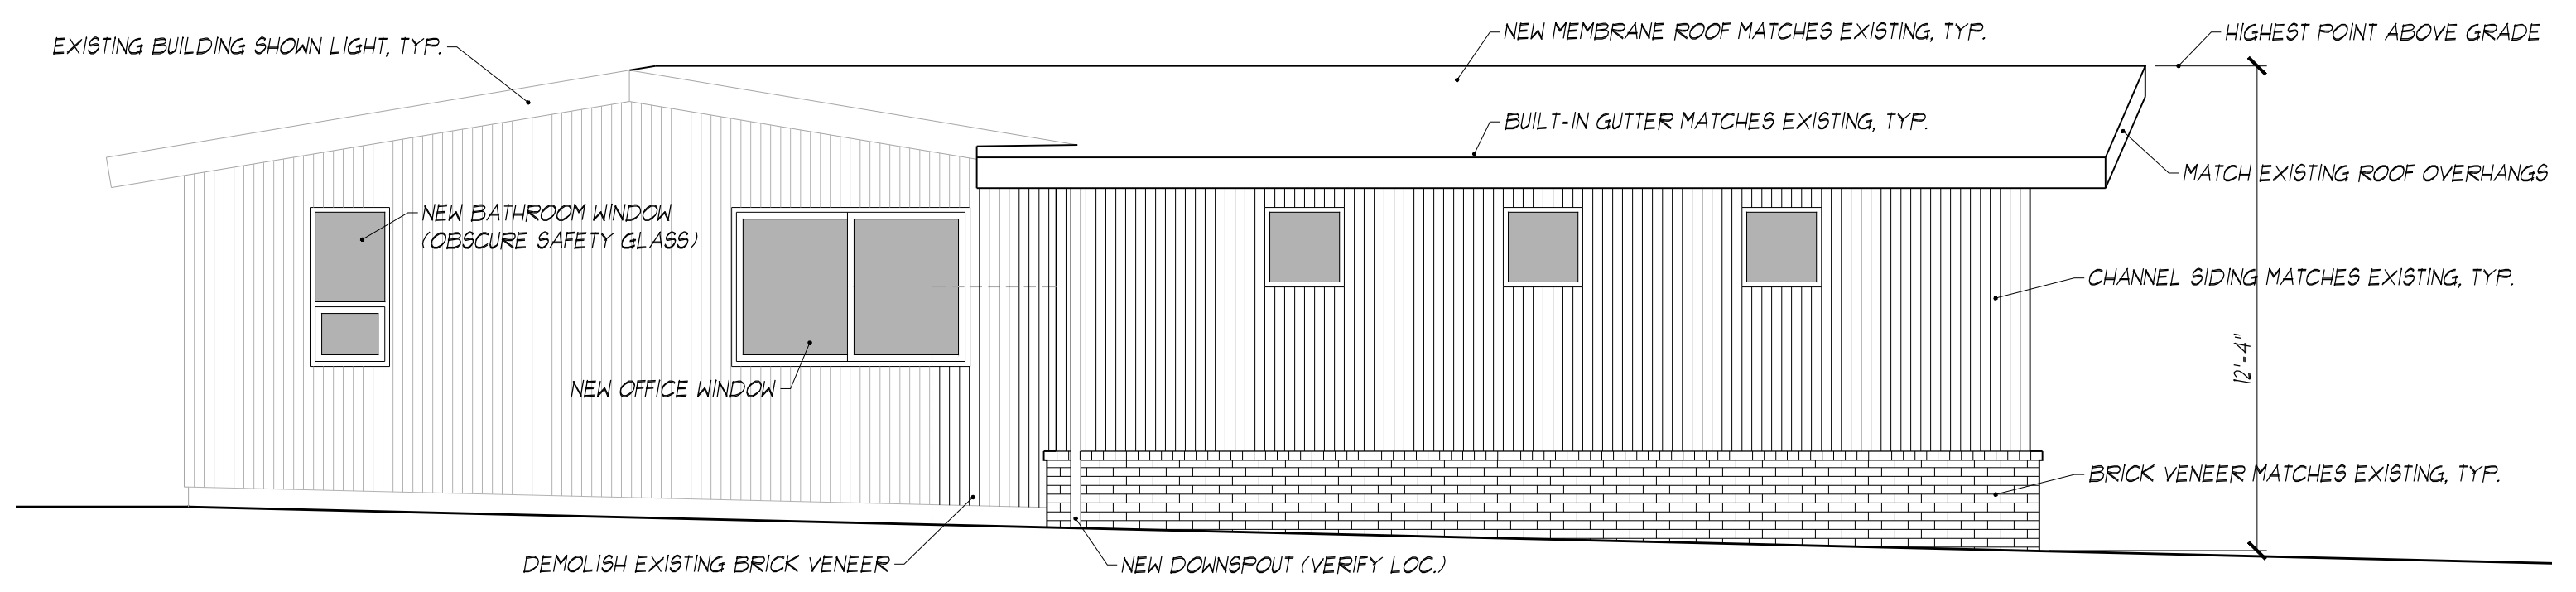 EXISTING BUILDING SHOWN LIGHT, TYP.
NEW MEMBRANE ROOF MATCHES EXISTING, TYP.
HIGHEST POINT ABOVE GRADE
BUILT-IN GUTTER MATCHES EXISTING, TYP.
MATCH EXISTING ROOF OVERHANGS
NEW BATHROOM WINDOW
(OBSCURE SAFETY GLASS)
CHANNEL SIDING MATCHES EXISTING, TYP.
12'-4"
NEW OFFICE WINDOW
BRICK VENEER MATCHES EXISTING, TYP.
DEMOLISH EXISTING BRICK VENEER
NEW DOWNSPOUT (VERIFY LOC.)